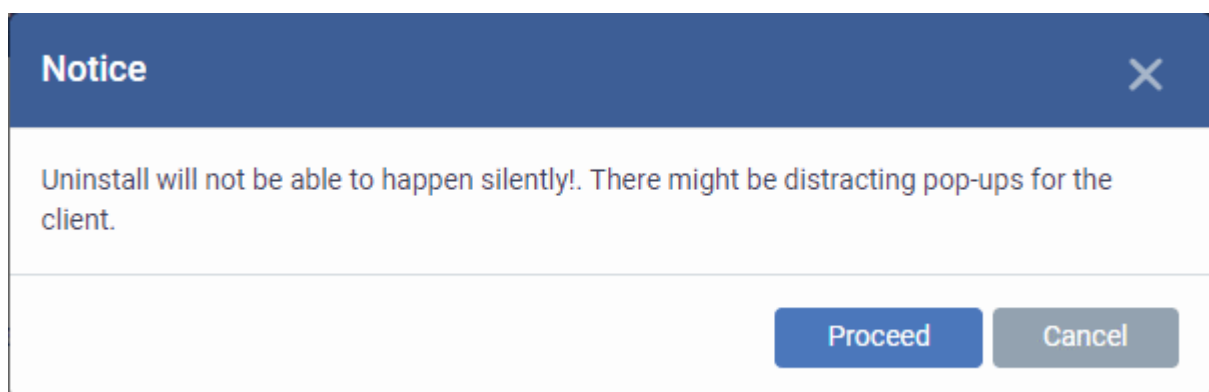 Notice
Uninstall will not be able to happen silently!. There might be distracting pop-ups for the
client.
Proceed Cancel